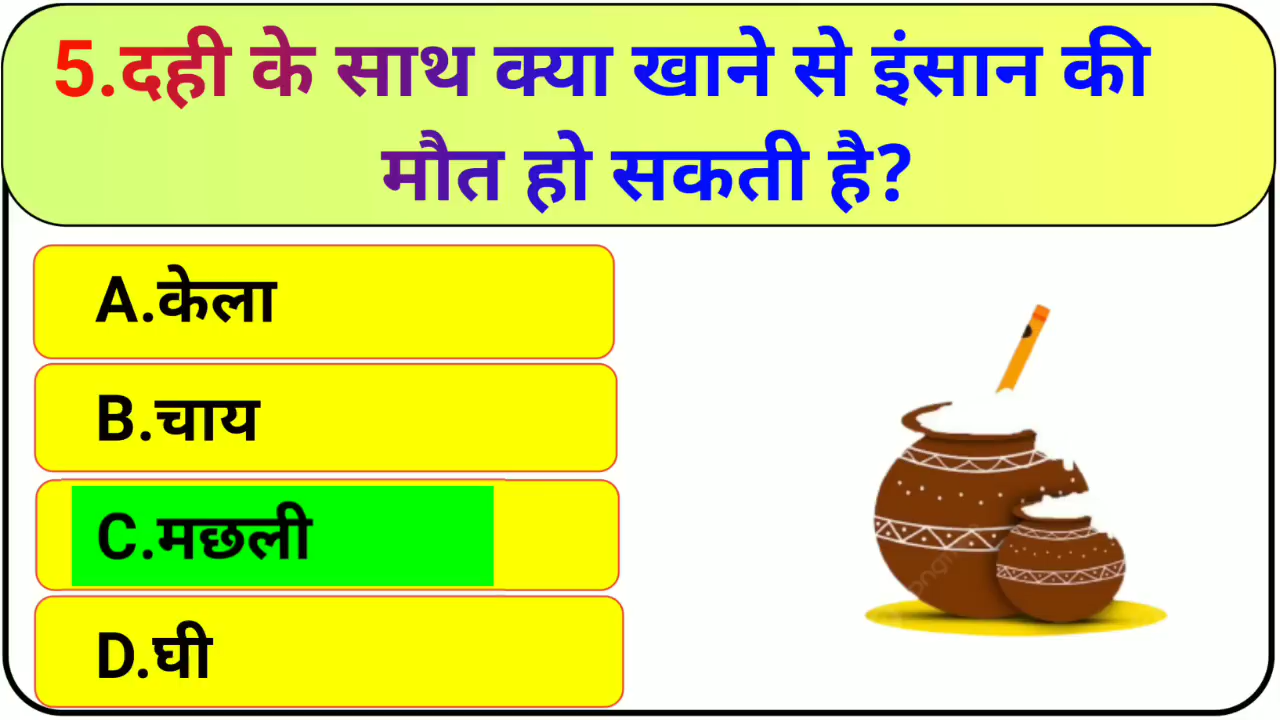 5.दही के साथ क्या खाने से इंसान की
मौत हो सकती है?
A.केला
B.चाय
C.मछली
D.घी